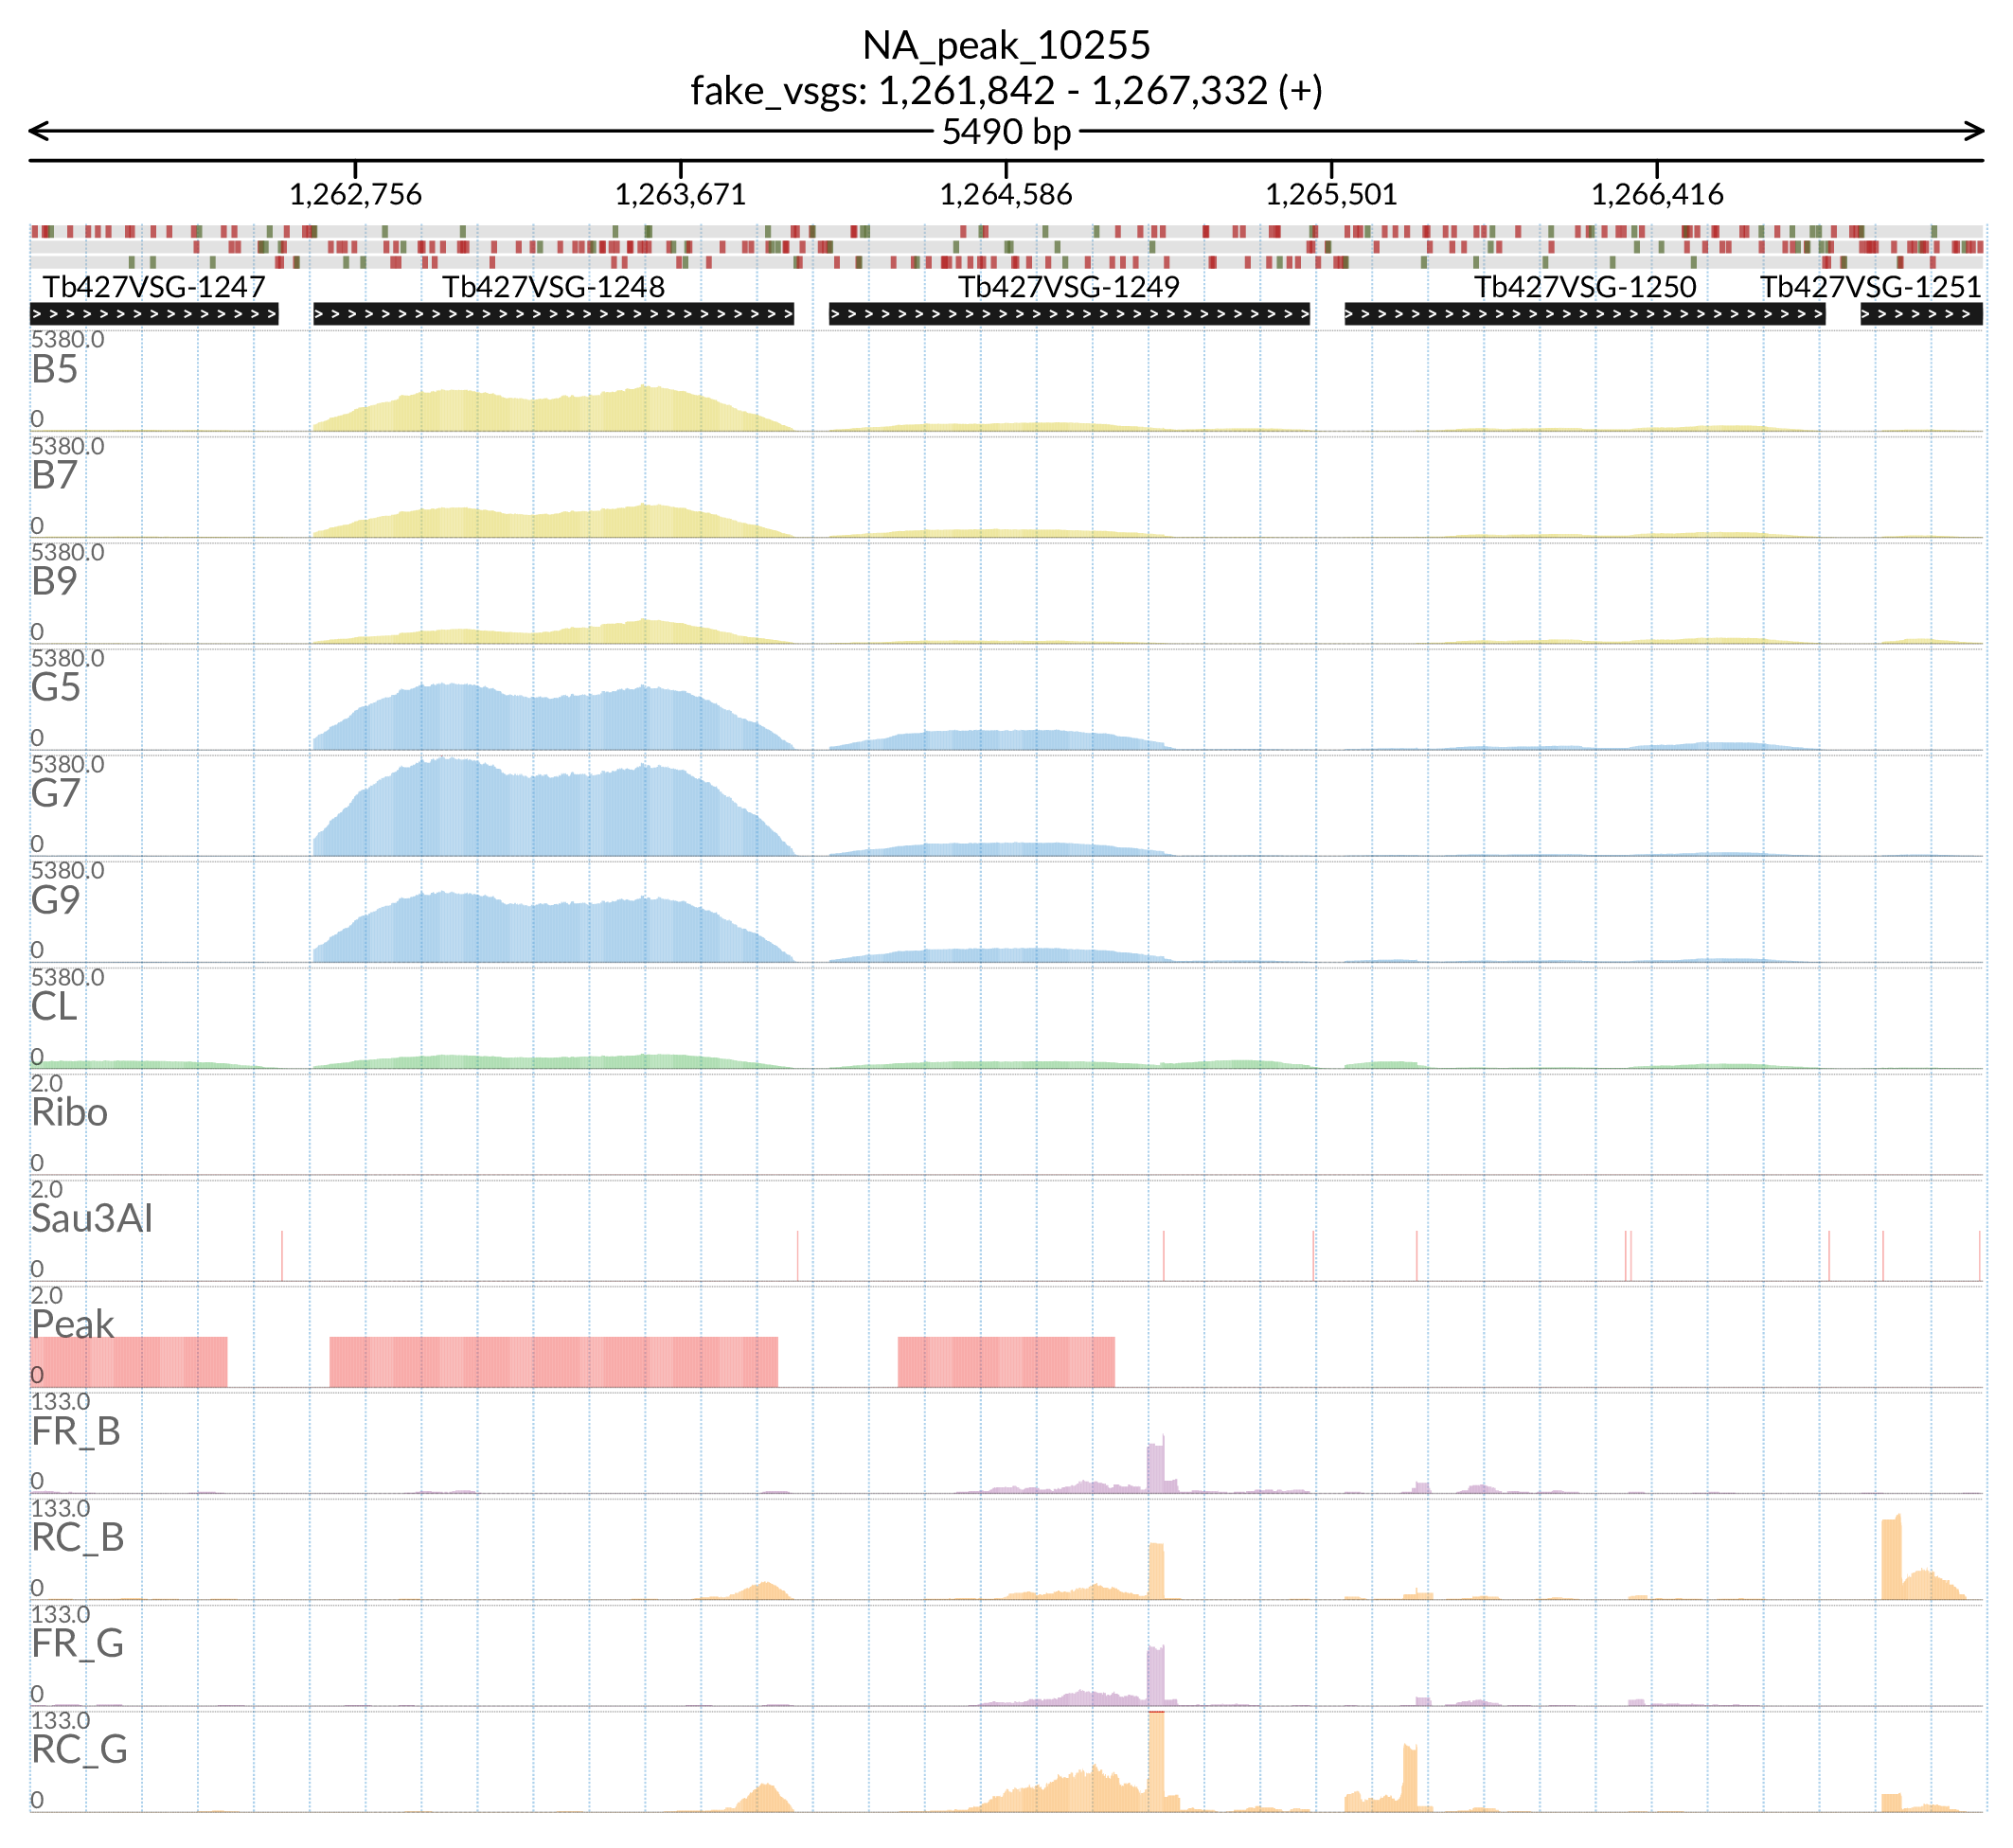 NA_peak_10255
fake_vsgs: 1,261,842 - 1,267,332 (+)
5490 bp
1,262,756 1,263,671 1,264,586 1,265,501 1,266,416
Tb427VSG-1247 Tb427VSG-1248 Tb427VSG-1249 Tb427VSG-1250 Tb427VSG-1251
5380.0
B5
0
5380.0
B7
0
5380.0
B9
0
5380.0
G5
0
5380.0
G7
0
5380.0
G9
0
5380.0
CL
0
2.0
Ribo
0
2.0
Sau3AI
0
2.0
Peak
0
133.0
FR_B
0
133.0
RC_B
0
133.0
FR_G
0
133.0
RC_G
0